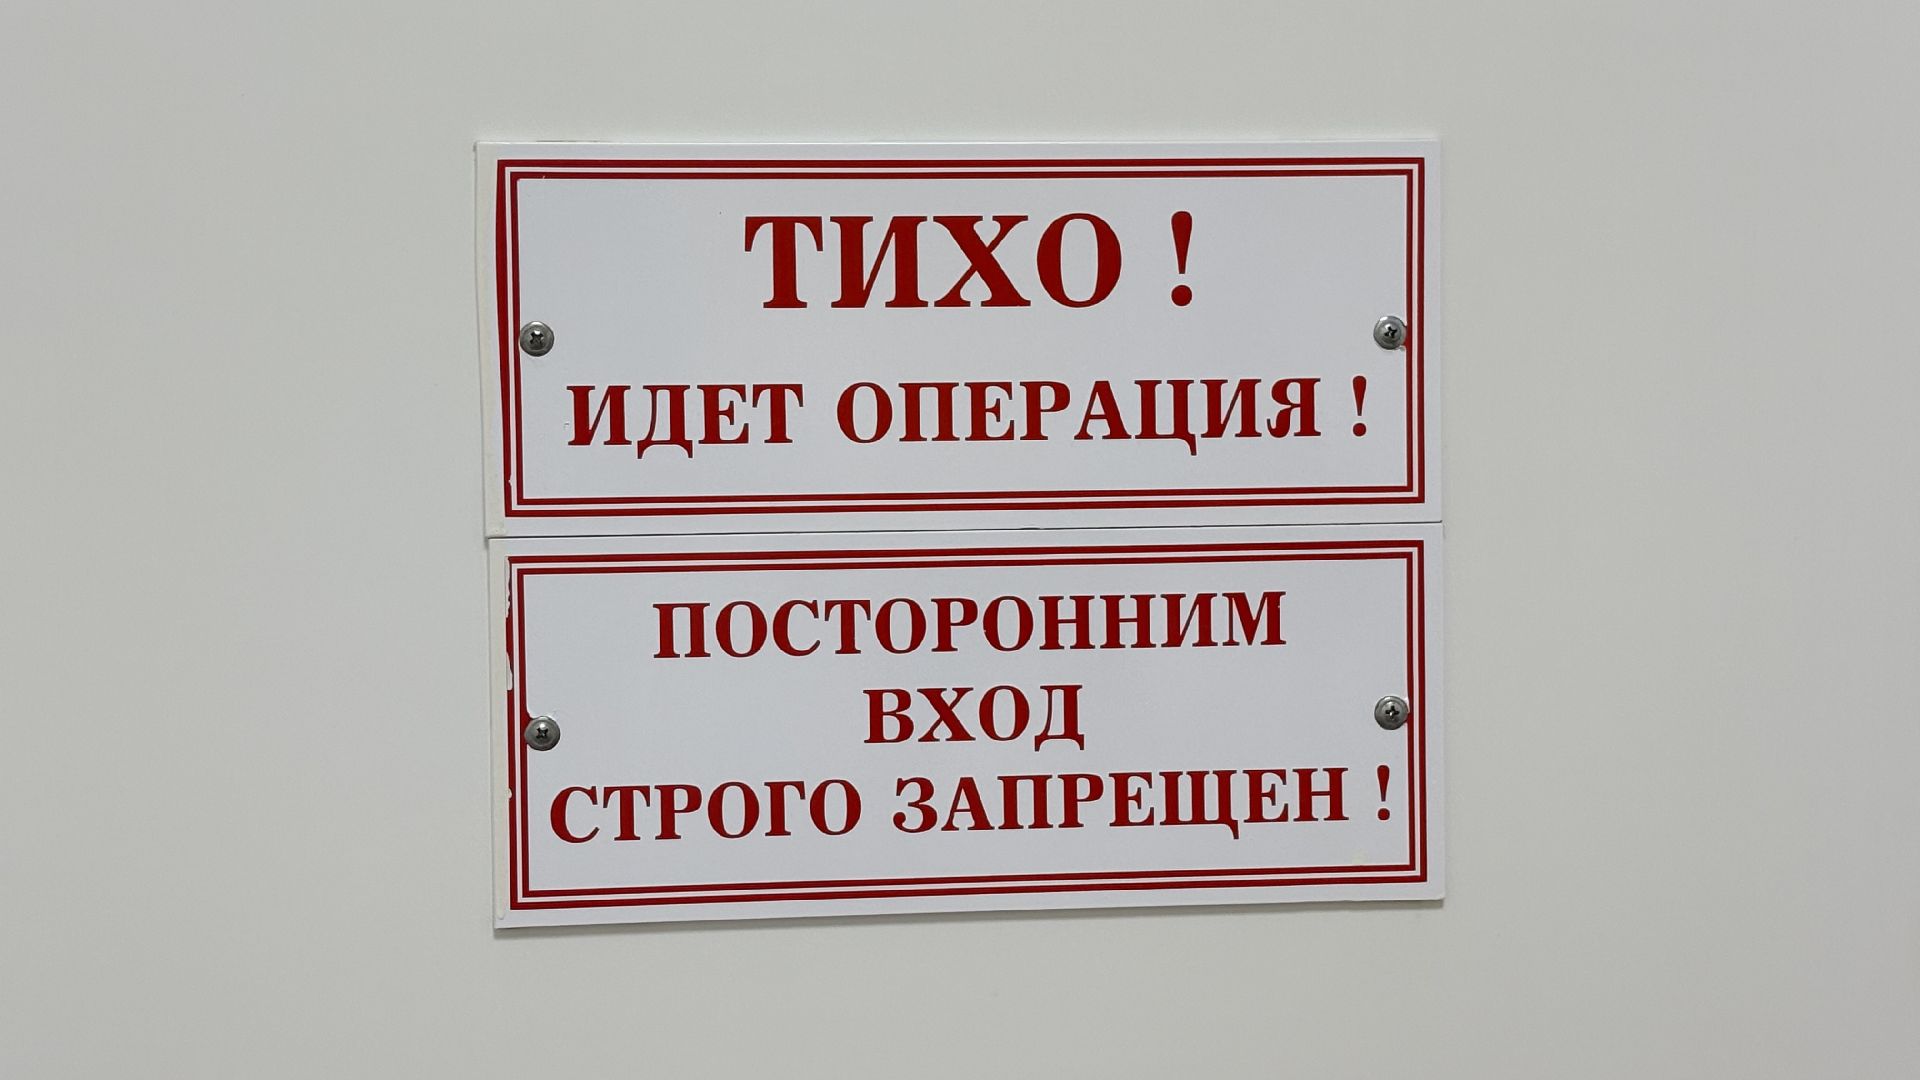 ТИХО !
ИДЕТ ОПЕРАЦИЯ !
ПОСТОРОННИМ
ВХОД
СТРОГО ЗАПРЕЩЕН !